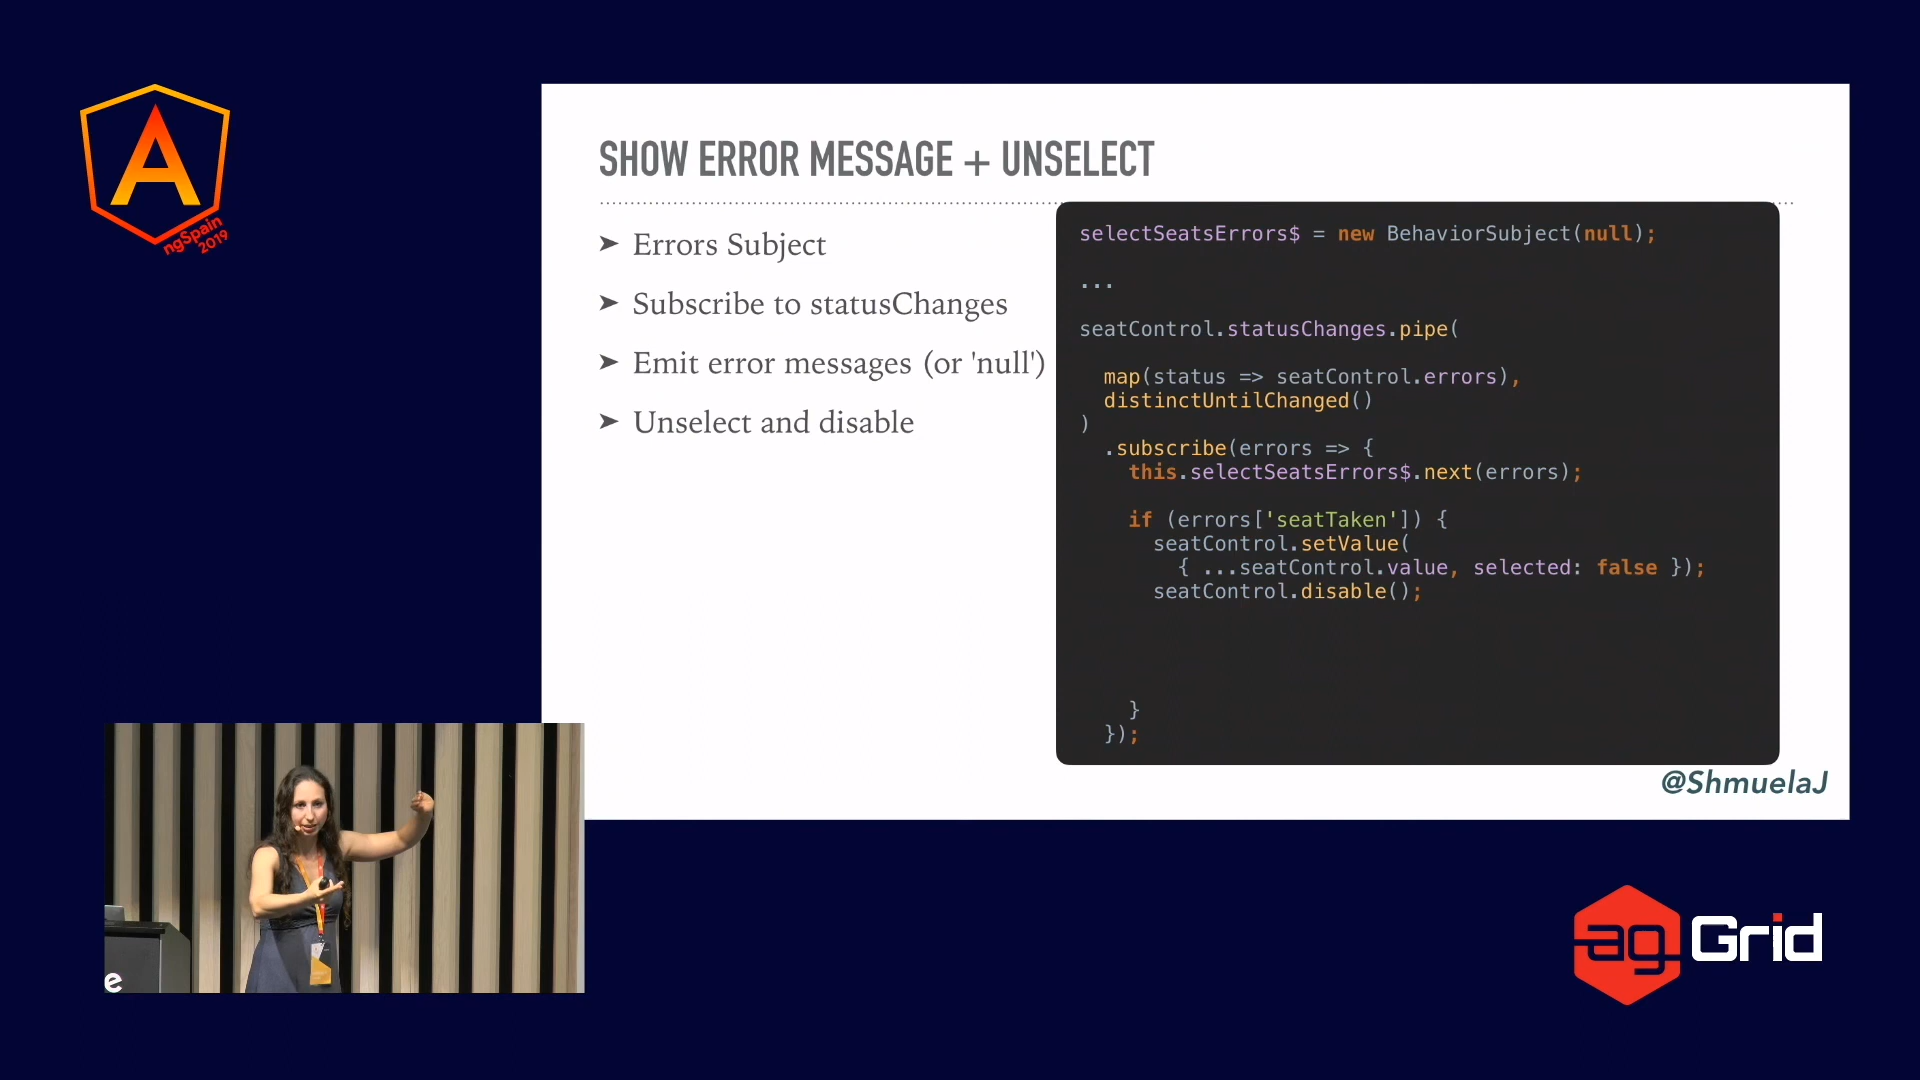 A
ngSpain
2019
SHOW ERROR MESSAGE + UNSELECT
➤ Errors Subject
➤ Subscribe to statusChanges
➤ Emit error messages (or 'null')
➤ Unselect and disable
selectSeatsErrors$ = new BehaviorSubject(null);
...
seatControl.statusChanges.pipe(
map(status => seatControl.errors),
distinctUntilChanged()
)
.subscribe(errors => {
this.selectSeatsErrors$.next(errors);
if (errors['seatTaken']) {
seatControl.setValue(
{ ...seatControl.value, selected: false });
seatControl.disable();
}
});
@ShmuelaJ
e
ag Grid